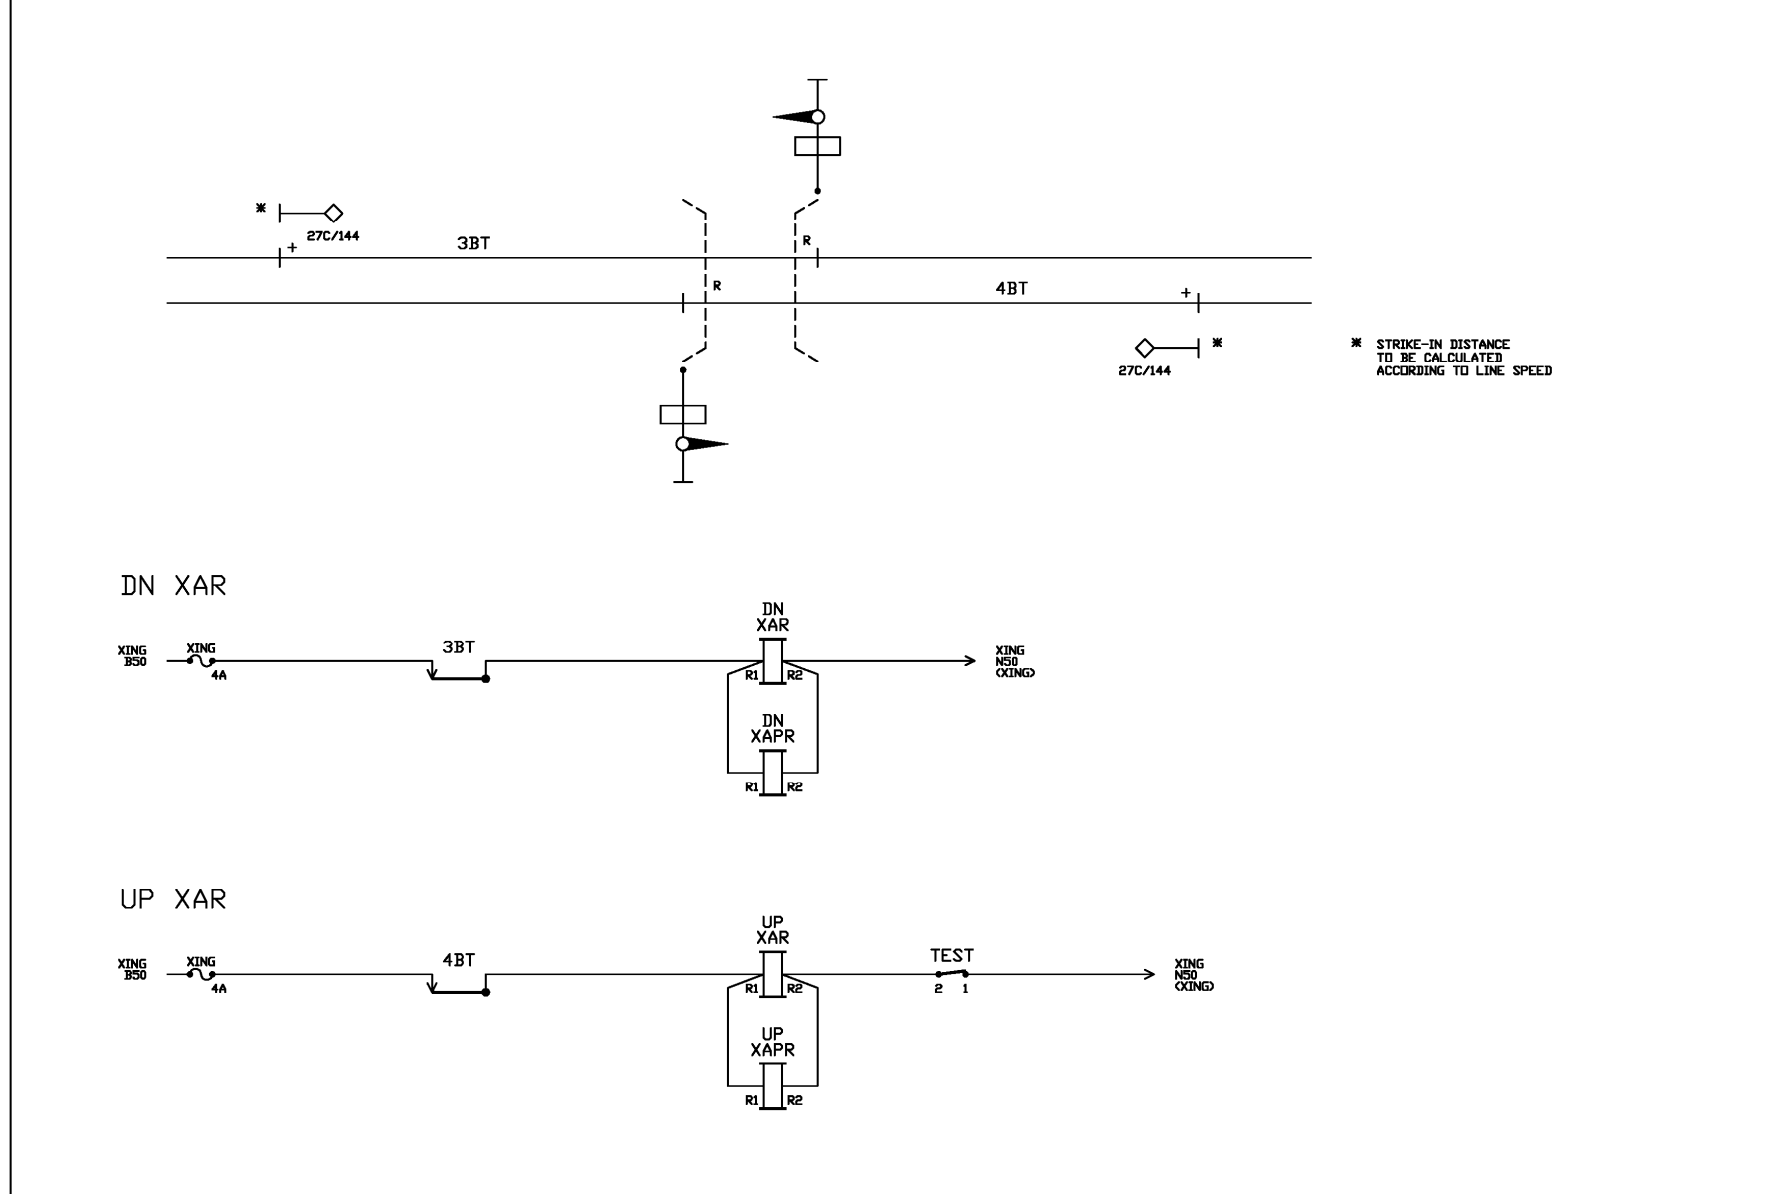 *
27C/144
+
3BT
R
R
4BT
+
*
27C/144
* STRIKE-IN DISTANCE
TO BE CALCULATED
ACCORDING TO LINE SPEED
DN XAR
XING
B50
XING
4A
3BT
DN
XAR
R1 R2
XING
N50
(XING)
DN
XAPR
R1 R2
UP XAR
XING
B50
XING
4A
4BT
UP
XAR
R1 R2
TEST
2 1
XING
N50
(XING)
UP
XAPR
R1 R2